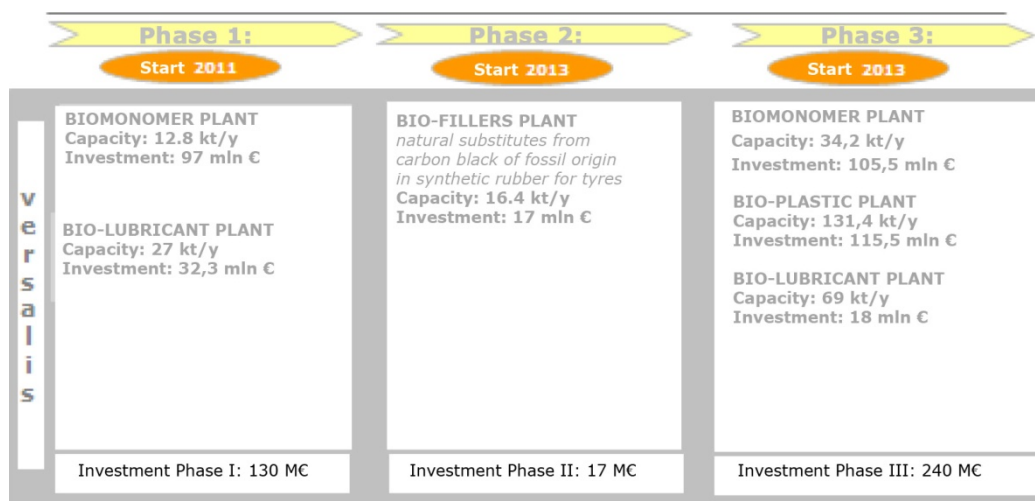 Phase 1:
Start 2011
Phase 2:
Start 2013
Phase 3:
Start 2013
versalis
BIOMONOMER PLANT
Capacity: 12.8 kt/y
Investment: 97 mln €
BIO-LUBRICANT PLANT
Capacity: 27 kt/y
Investment: 32,3 mln €
Investment Phase I: 130 M€
BIO-FILLERS PLANT
natural substitutes from
carbon black of fossil origin
in synthetic rubber for tyres
Capacity: 16.4 kt/y
Investment: 17 mln €
Investment Phase II: 17 M€
BIOMONOMER PLANT
Capacity: 34,2 kt/y
Investment: 105,5 mln €
BIO-PLASTIC PLANT
Capacity: 131,4 kt/y
Investment: 115,5 mln €
BIO-LUBRICANT PLANT
Capacity: 69 kt/y
Investment: 18 mln €
Investment Phase III: 240 M€